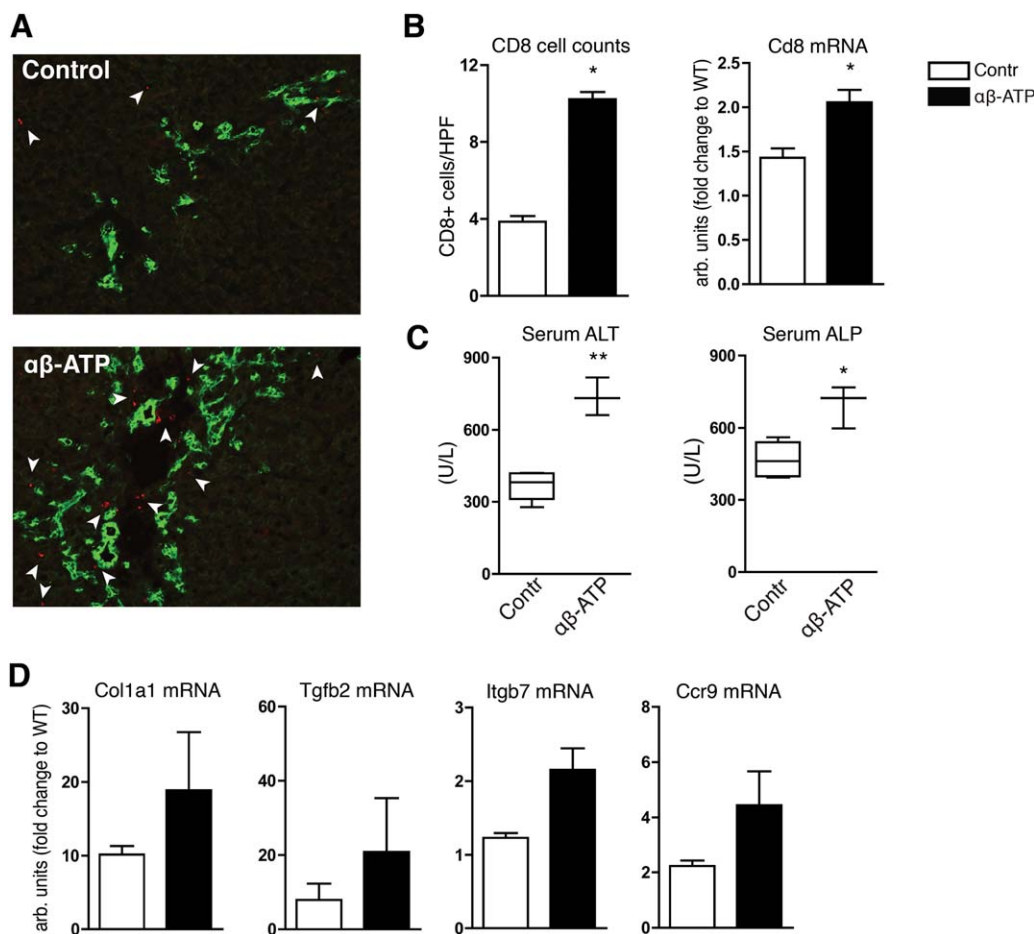 A
Control
αβ-ATP
B
CD8 cell counts
CD8+ cells/HPF
12
8
4
0
*
Cd8 mRNA
arb. units (fold change to WT)
2.5
2.0
1.5
1.0
0.5
0.0
*
Contr
αβ-ATP
C
Serum ALT
(U/L)
900
600
300
0
**
Contr
αβ-ATP
Serum ALP
(U/L)
900
600
300
0
*
Contr
αβ-ATP
D
Col1a1 mRNA
arb. units (fold change to WT)
30
20
10
0
Tgfb2 mRNA
60
40
20
0
Itgb7 mRNA
3
2
1
0
Ccr9 mRNA
8
6
4
2
0